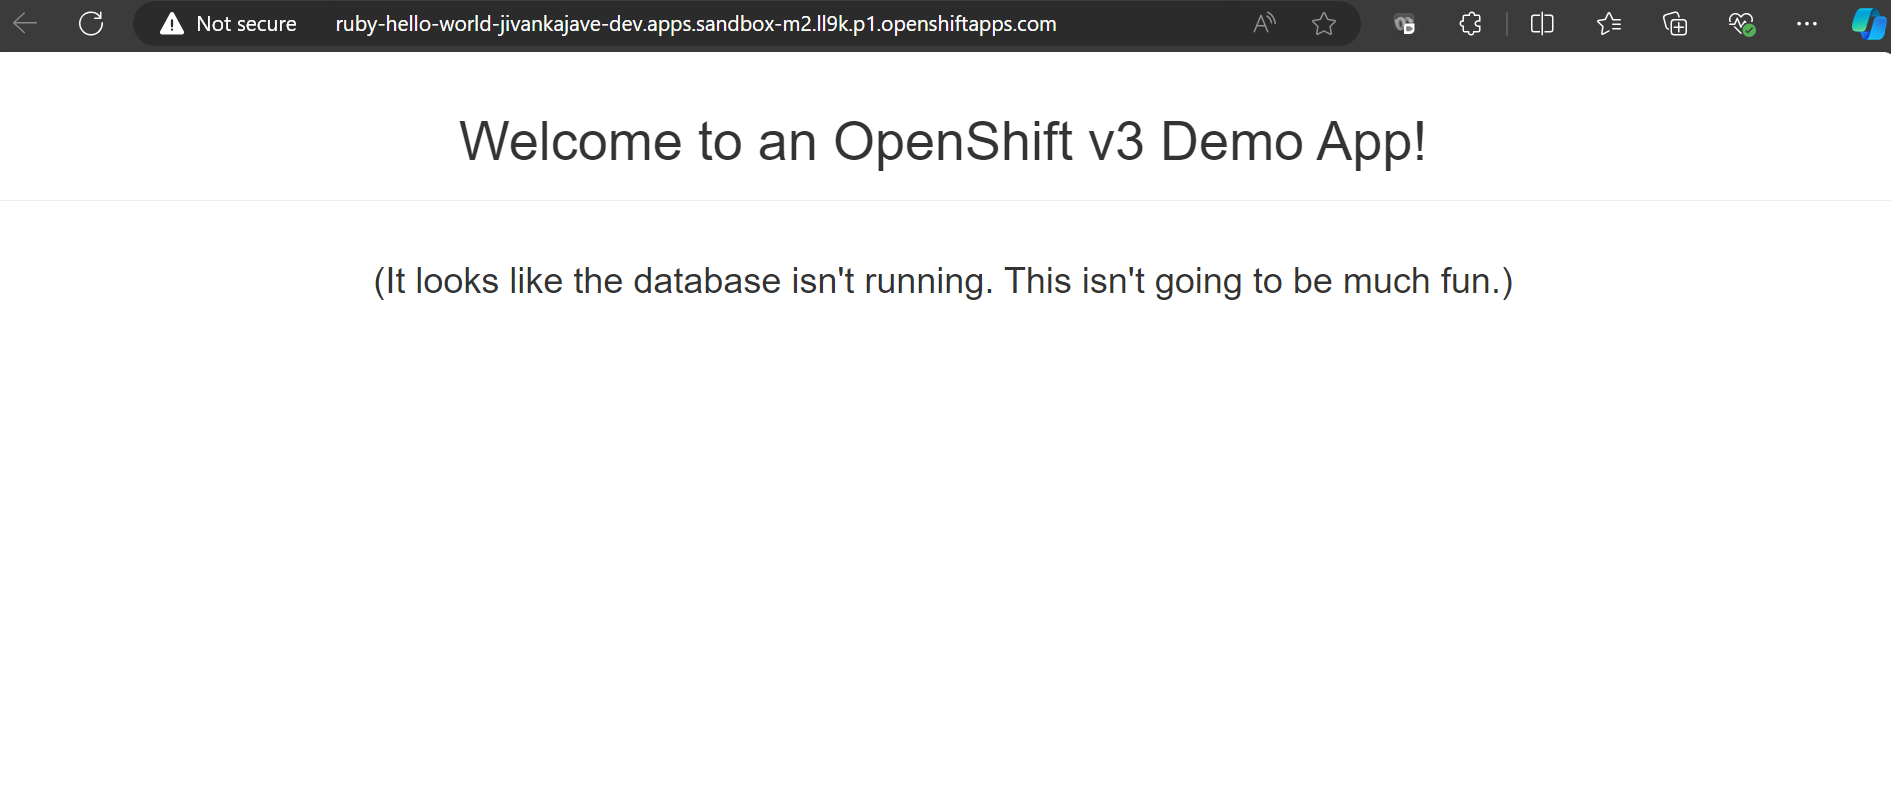 Not secure ruby-hello-world-jivankajave-dev.apps.sandbox-m2.ll9k.p1.openshiftapps.com
Welcome to an OpenShift v3 Demo App!
(It looks like the database isn't running. This isn't going to be much fun.)